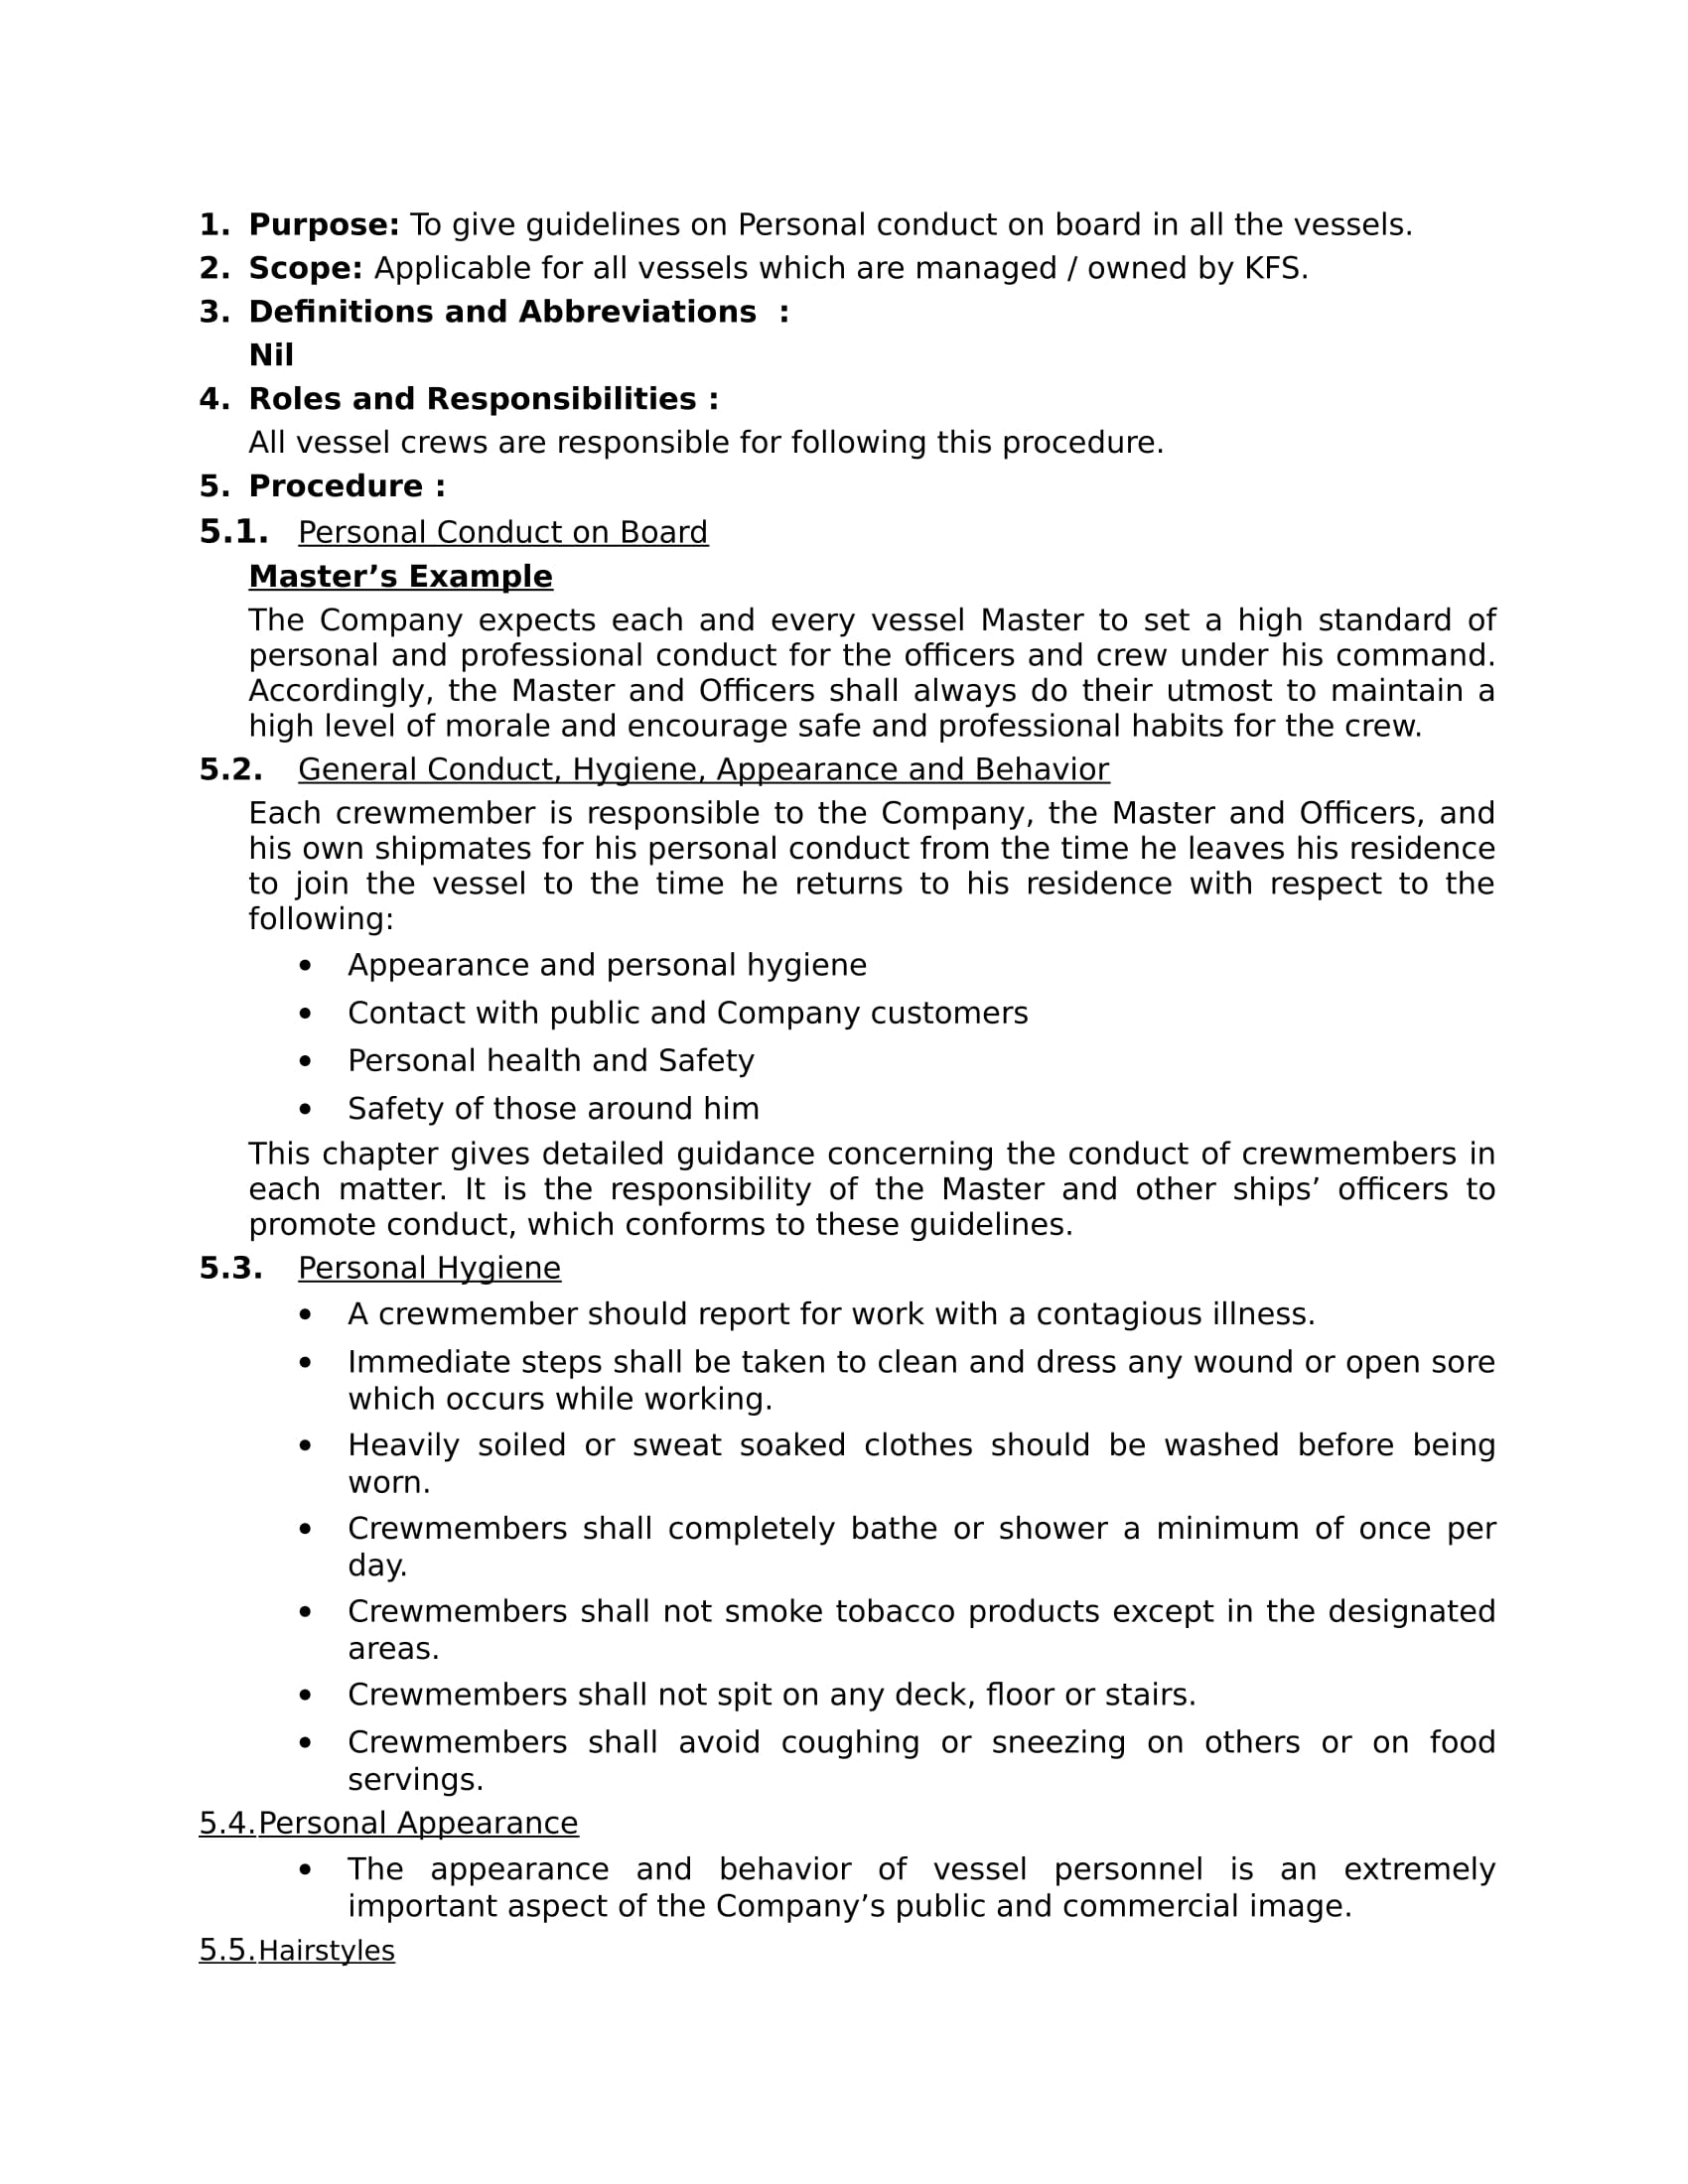 1. Purpose: To give guidelines on Personal conduct on board in all the vessels.
2. Scope: Applicable for all vessels which are managed / owned by KFS.
3. Definitions and Abbreviations :
Nil
4. Roles and Responsibilities :
All vessel crews are responsible for following this procedure.
5. Procedure :
5.1. Personal Conduct on Board
Master’s Example
The Company expects each and every vessel Master to set a high standard of
personal and professional conduct for the officers and crew under his command.
Accordingly, the Master and Officers shall always do their utmost to maintain a
high level of morale and encourage safe and professional habits for the crew.
5.2. General Conduct, Hygiene, Appearance and Behavior
Each crewmember is responsible to the Company, the Master and Officers, and
his own shipmates for his personal conduct from the time he leaves his residence
to join the vessel to the time he returns to his residence with respect to the
following:
• Appearance and personal hygiene
• Contact with public and Company customers
• Personal health and Safety
• Safety of those around him
This chapter gives detailed guidance concerning the conduct of crewmembers in
each matter. It is the responsibility of the Master and other ships’ officers to
promote conduct, which conforms to these guidelines.
5.3. Personal Hygiene
• A crewmember should report for work with a contagious illness.
• Immediate steps shall be taken to clean and dress any wound or open sore
which occurs while working.
• Heavily soiled or sweat soaked clothes should be washed before being
worn.
• Crewmembers shall completely bathe or shower a minimum of once per
day.
• Crewmembers shall not smoke tobacco products except in the designated
areas.
• Crewmembers shall not spit on any deck, floor or stairs.
• Crewmembers shall avoid coughing or sneezing on others or on food
servings.
5.4.Personal Appearance
• The appearance and behavior of vessel personnel is an extremely
important aspect of the Company’s public and commercial image.
5.5.Hairstyles